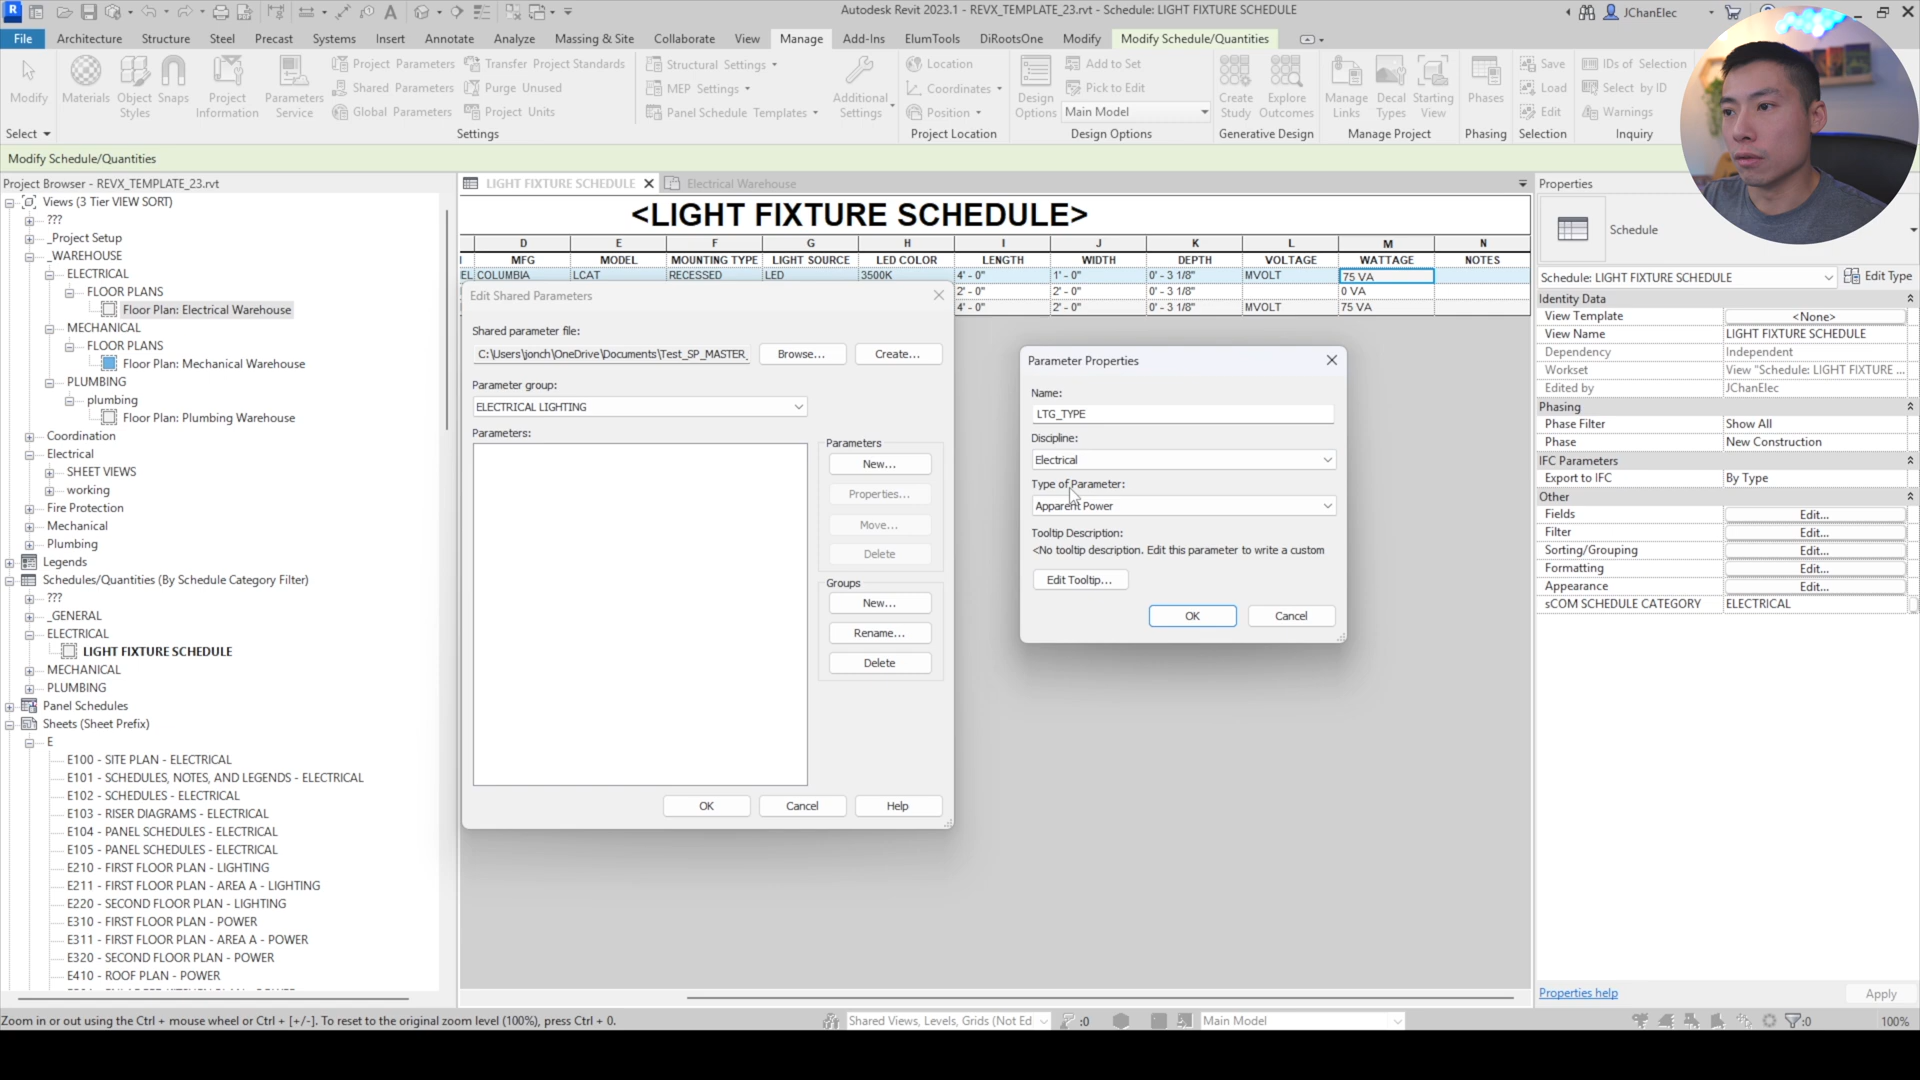 Autodesk Revit 2023.1 - REVX_TEMPLATE_23.rvt - Schedule: LIGHT FIXTURE SCHEDULE
JChanElec
File Architecture Structure Steel Precast Systems Insert Annotate Analyze Massing & Site Collaborate View Manage Add-Ins ElumTools DiRootsOne Modify Modify Schedule/Quantities
Modify
Materials
Object Styles
Snaps
Project Information
Parameters Service
Project Parameters
Shared Parameters
Global Parameters
Transfer Project Standards
Purge Unused
Project Units
Structural Settings
MEP Settings
Panel Schedule Templates
Additional Settings
Location
Coordinates
Position
Design Options
Add to Set
Pick to Edit
Main Model
Create Study
Explore Outcomes
Manage Links
Decal Types
Starting View
Phases
Save
Load
Edit
IDs of Selection
Select by ID
Warnings
Select
Settings
Project Location
Design Options
Generative Design
Manage Project
Phasing
Selection
Inquiry
Modify Schedule/Quantities
Project Browser - REVX_TEMPLATE_23.rvt
Views (3 Tier VIEW SORT)
???
_Project Setup
_WAREHOUSE
ELECTRICAL
FLOOR PLANS
Floor Plan: Electrical Warehouse
MECHANICAL
FLOOR PLANS
Floor Plan: Mechanical Warehouse
PLUMBING
plumbing
Floor Plan: Plumbing Warehouse
Coordination
Electrical
SHEET VIEWS
working
Fire Protection
Mechanical
Plumbing
Legends
Schedules/Quantities (By Schedule Category Filter)
???
_GENERAL
ELECTRICAL
LIGHT FIXTURE SCHEDULE
MECHANICAL
PLUMBING
Panel Schedules
Sheets (Sheet Prefix)
E
E100 - SITE PLAN - ELECTRICAL
E101 - SCHEDULES, NOTES, AND LEGENDS - ELECTRICAL
E102 - SCHEDULES - ELECTRICAL
E103 - RISER DIAGRAMS - ELECTRICAL
E104 - PANEL SCHEDULES - ELECTRICAL
E105 - PANEL SCHEDULES - ELECTRICAL
E210 - FIRST FLOOR PLAN - LIGHTING
E211 - FIRST FLOOR PLAN - AREA A - LIGHTING
E220 - SECOND FLOOR PLAN - LIGHTING
E310 - FIRST FLOOR PLAN - POWER
E311 - FIRST FLOOR PLAN - AREA A - POWER
E320 - SECOND FLOOR PLAN - POWER
E410 - ROOF PLAN - POWER
LIGHT FIXTURE SCHEDULE
Electrical Warehouse
<LIGHT FIXTURE SCHEDULE>
D E F G H I J K L M N
MFG MODEL MOUNTING TYPE LIGHT SOURCE LED COLOR LENGTH WIDTH DEPTH VOLTAGE WATTAGE NOTES
EL COLUMBIA LCAT RECESSED LED 3500K 4' - 0" 1' - 0" 0' - 3 1/8" MVOLT 75 VA
2' - 0" 2' - 0" 0' - 3 1/8" 0 VA
4' - 0" 2' - 0" 0' - 3 1/8" MVOLT 75 VA
Edit Shared Parameters
Shared parameter file:
C:\Users\jonch\OneDrive\Documents\Test_SP_MASTER_
Browse...
Create...
Parameter group:
ELECTRICAL LIGHTING
Parameters:
Parameters
New...
Properties...
Move...
Delete
Groups
New...
Rename...
Delete
OK
Cancel
Help
Parameter Properties
Name:
LTG_TYPE
Discipline:
Electrical
Type of Parameter:
Apparent Power
Tooltip Description:
<No tooltip description. Edit this parameter to write a custom
Edit Tooltip...
OK
Cancel
Properties
Schedule
Schedule: LIGHT FIXTURE SCHEDULE
Edit Type
Identity Data
View Template <None>
View Name LIGHT FIXTURE SCHEDULE
Dependency Independent
Workset View "Schedule: LIGHT FIXTURE ...
Edited by JChanElec
Phasing
Phase Filter Show All
Phase New Construction
IFC Parameters
Export to IFC By Type
Other
Fields Edit...
Filter Edit...
Sorting/Grouping Edit...
Formatting Edit...
Appearance Edit...
sCOM SCHEDULE CATEGORY ELECTRICAL
Properties help
Apply
Zoom in or out using the Ctrl + mouse wheel or Ctrl + [+/-]. To reset to the original zoom level (100%), press Ctrl + 0.
Shared Views, Levels, Grids (Not Ed
:0
Main Model
:0
100%